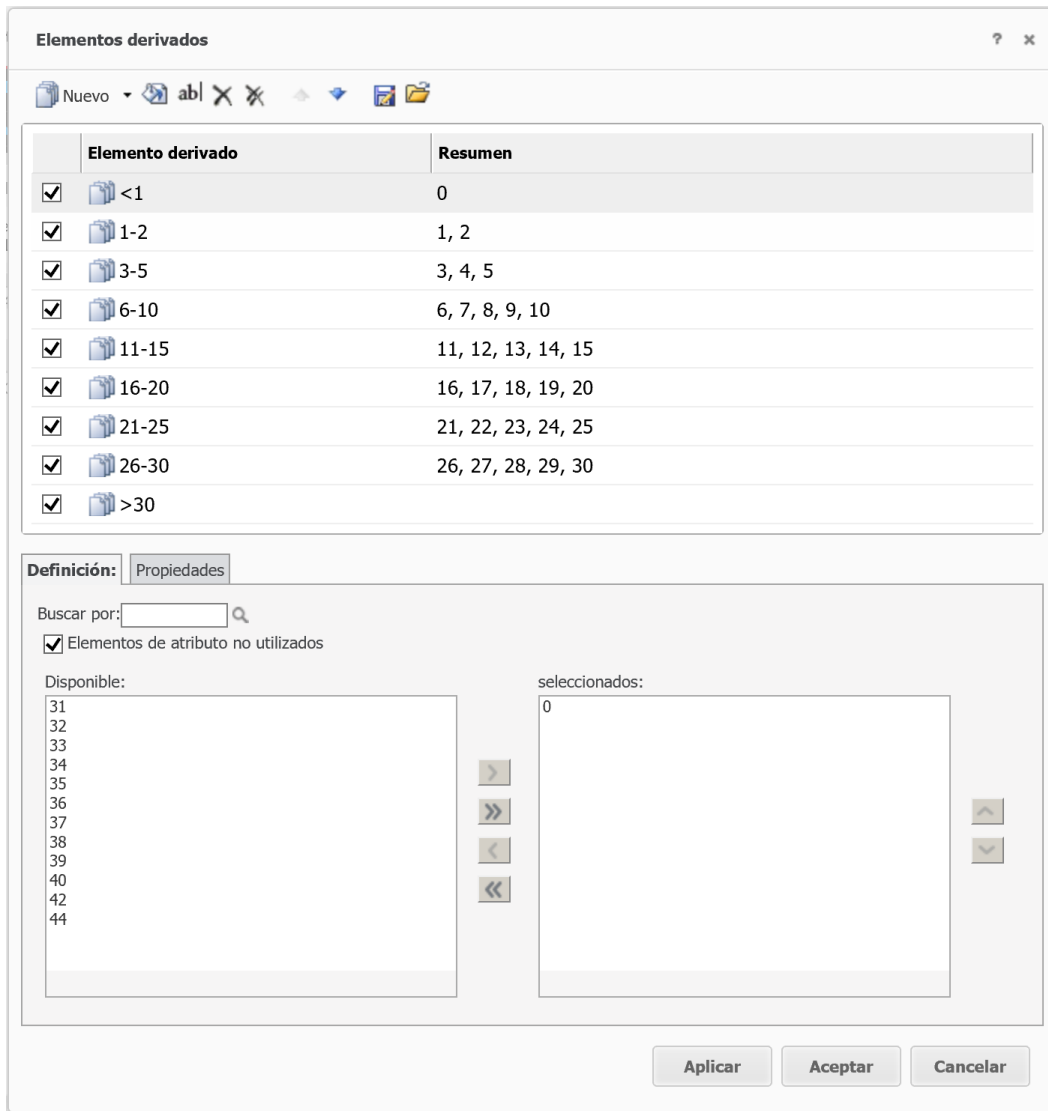 Elementos derivados
Nuevo
ab|
Elemento derivado Resumen
<1 0
1-2 1, 2
3-5 3, 4, 5
6-10 6, 7, 8, 9, 10
11-15 11, 12, 13, 14, 15
16-20 16, 17, 18, 19, 20
21-25 21, 22, 23, 24, 25
26-30 26, 27, 28, 29, 30
>30
Definición: Propiedades
Buscar por:
Elementos de atributo no utilizados
Disponible: seleccionados:
31 0
32
33
34
35
36
37
38
39
40
42
44
Aplicar Aceptar Cancelar